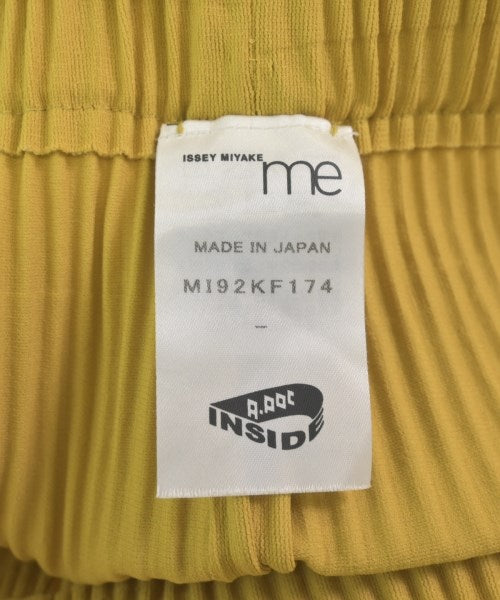 ISSEY MIYAKE me
MADE IN JAPAN
MI92KF174
–
A-POC
INSIDE